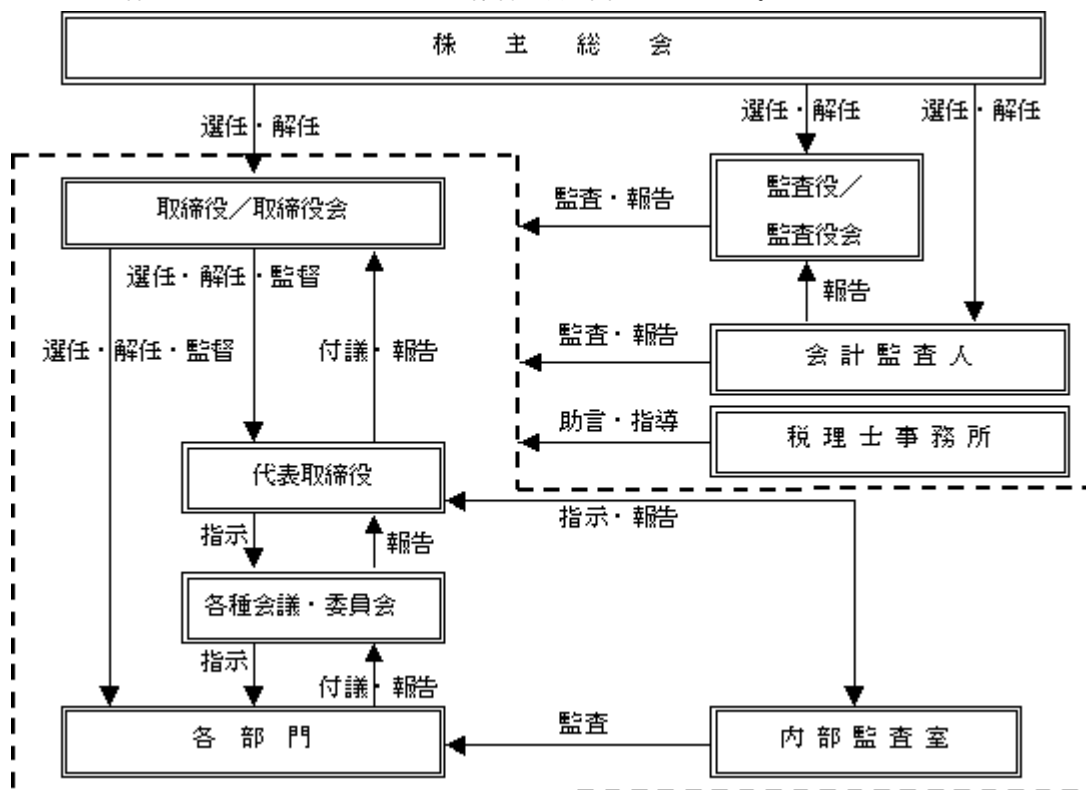 株主総会
選任・解任
選任・解任
選任・解任
取締役／取締役会
監査・報告
監査役／
監査役会
選任・解任・監督
報告
選任・解任・監督
付議・報告
監査・報告
会計監査人
助言・指導
税理士事務所
代表取締役
指示・報告
指示
報告
各種会議・委員会
指示
付議・報告
各部門
監査
内部監査室